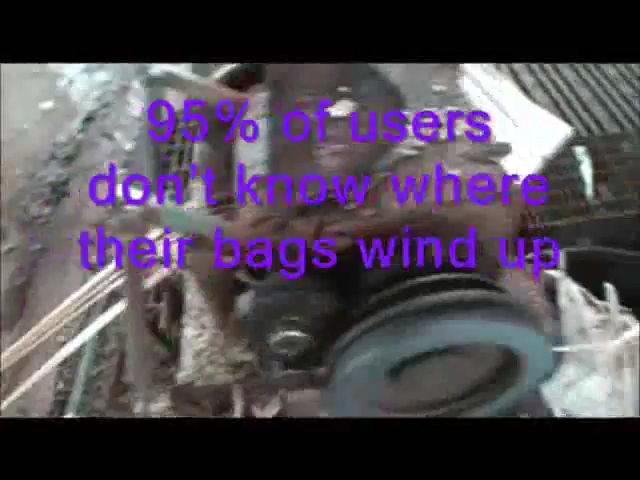 95% of users
don't know where
their bags wind up